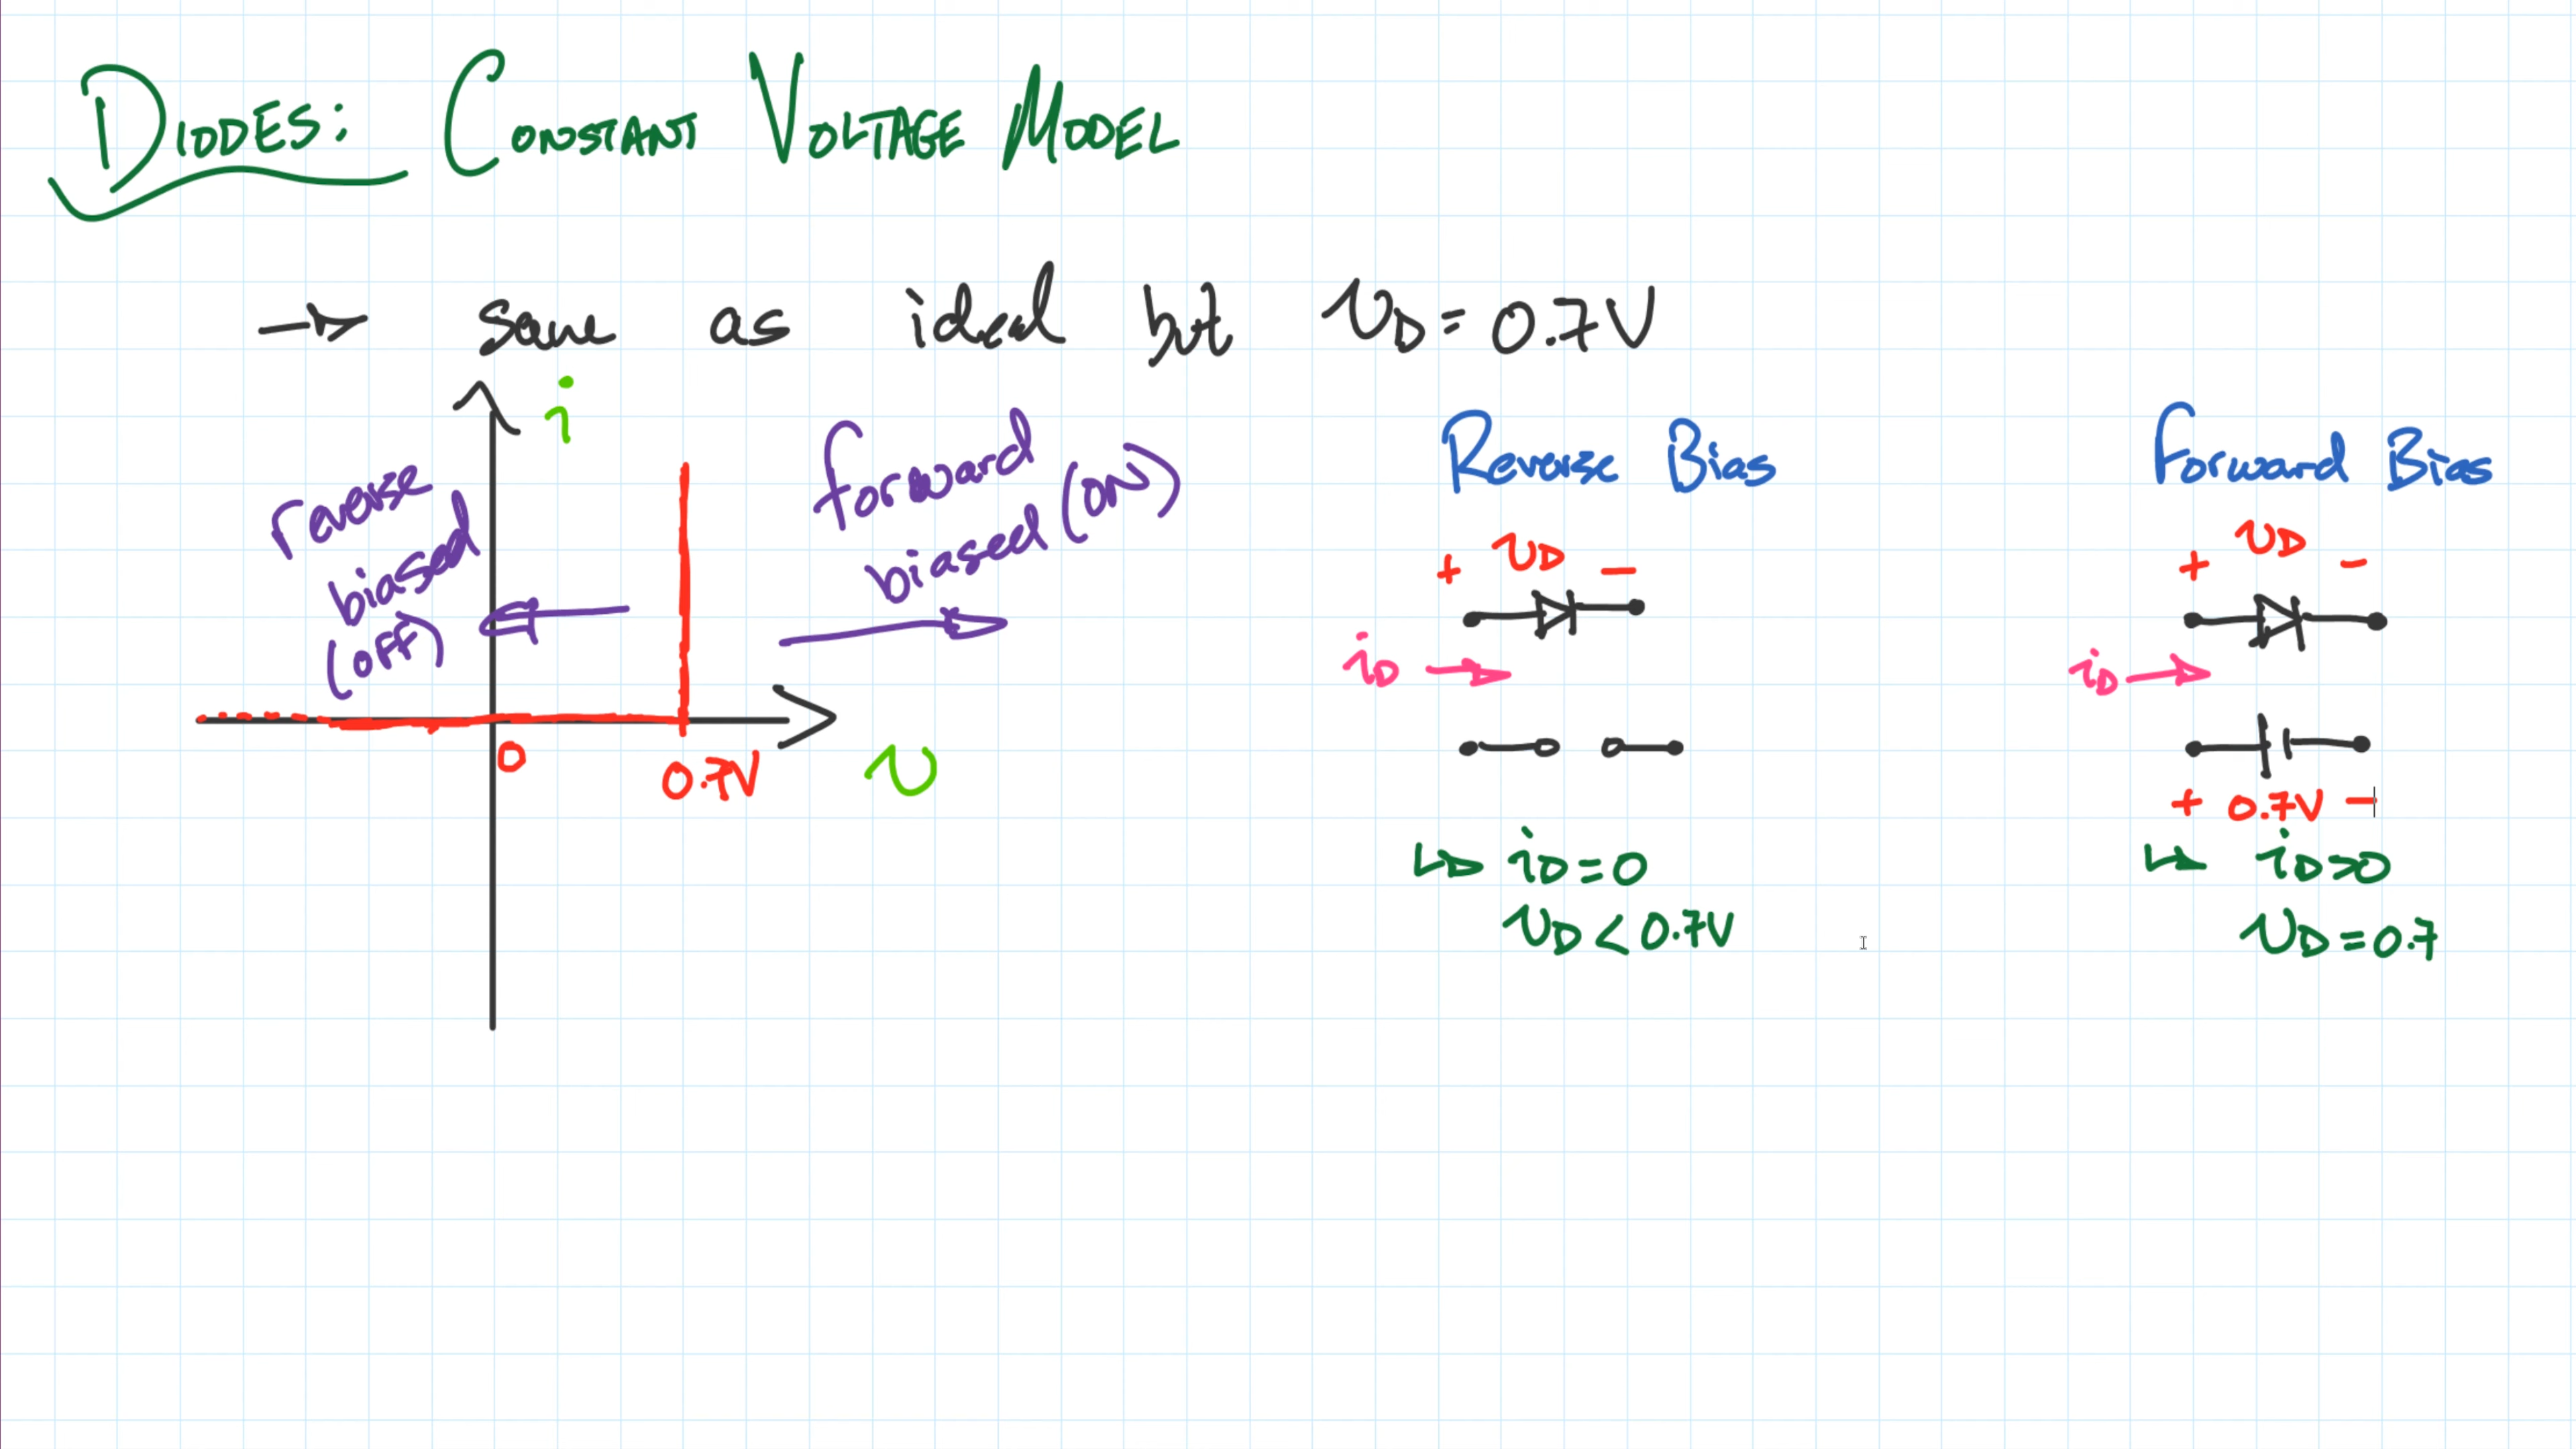 DIODES: CONSTANT VOLTAGE MODEL
same as ideal but VD = 0.7V
i
reverse
biased
(off)
forward
biased (ON)
0
0.7V
v
Reverse Bias
+ VD −
iD
iD = 0
VD < 0.7V
Forward Bias
+ VD −
iD
+ 0.7V −
iD > 0
VD = 0.7